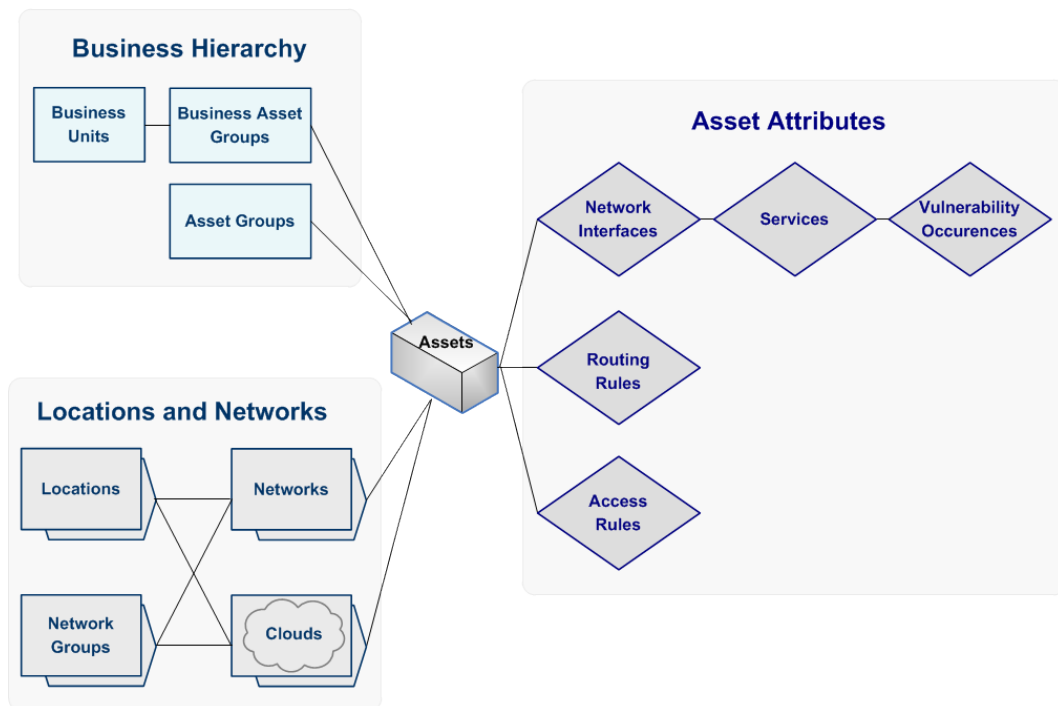 Business Hierarchy
Business
Units
Business Asset
Groups
Asset Groups
Asset Attributes
Network
Interfaces
Services
Vulnerability
Occurences
Assets
Routing
Rules
Access
Rules
Locations and Networks
Locations
Networks
Network
Groups
Clouds